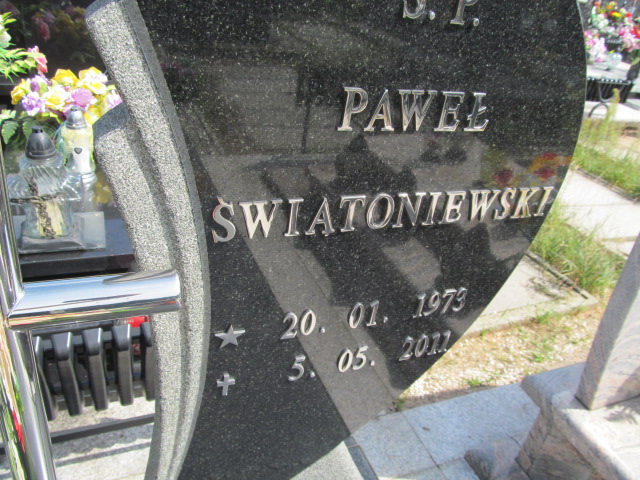 Ś. P.
PAWEŁ
ŚWIATONIEWSKI
20. 01. 1973
5. 05. 2011